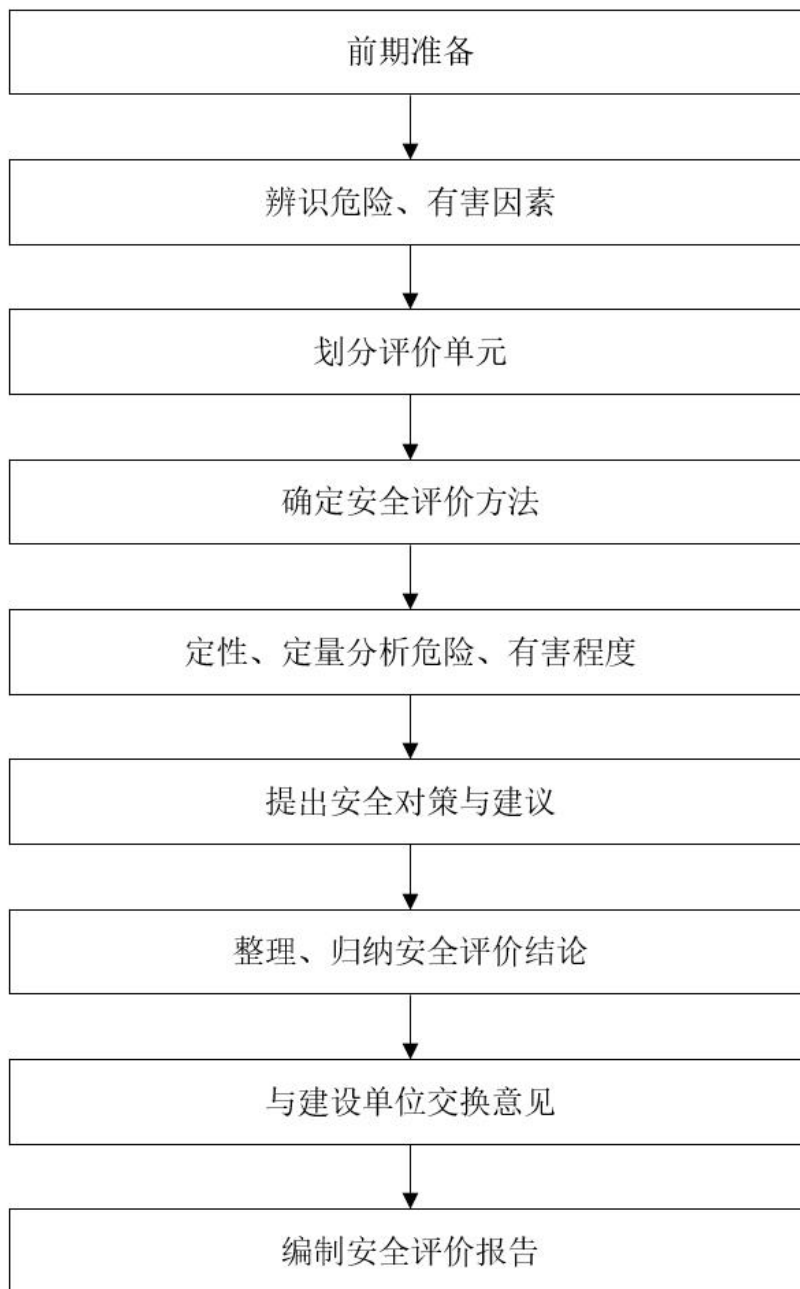 前期准备
辨识危险、有害因素
划分评价单元
确定安全评价方法
定性、定量分析危险、有害程度
提出安全对策与建议
整理、归纳安全评价结论
与建设单位交换意见
编制安全评价报告